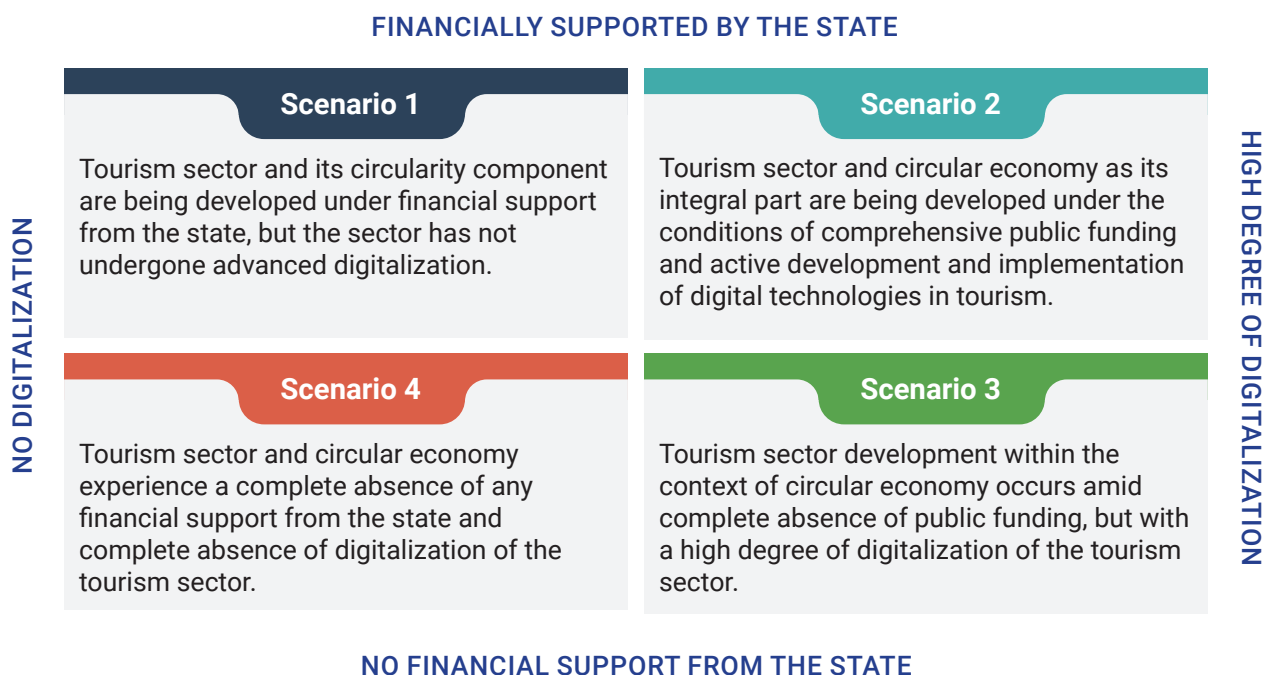 FINANCIALLY SUPPORTED BY THE STATE
NO DIGITALIZATION
Scenario 1
Tourism sector and its circularity component
are being developed under financial support
from the state, but the sector has not
undergone advanced digitalization.
Scenario 2
Tourism sector and circular economy as its
integral part are being developed under the
conditions of comprehensive public funding
and active development and implementation
of digital technologies in tourism.
HIGH DEGREE OF DIGITALIZATION
Scenario 4
Tourism sector and circular economy
experience a complete absence of any
financial support from the state and
complete absence of digitalization of the
tourism sector.
Scenario 3
Tourism sector development within the
context of circular economy occurs amid
complete absence of public funding, but with
a high degree of digitalization of the tourism
sector.
NO FINANCIAL SUPPORT FROM THE STATE